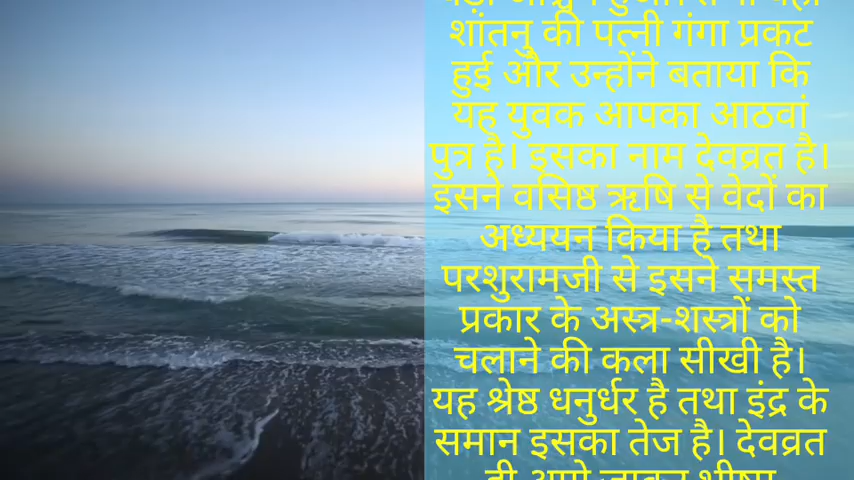 शांतनु की पत्नी गंगा प्रकट
हुई और उन्होंने बताया कि
यह युवक आपका आठवां
पुत्र है। इसका नाम देवव्रत है।
इसने वसिष्ठ ऋषि से वेदों का
अध्ययन किया है तथा
परशुरामजी से इसने समस्त
प्रकार के अस्त्र-शस्त्रों को
चलाने की कला सीखी है।
यह श्रेष्ठ धनुर्धर है तथा इंद्र के
समान इसका तेज है। देवव्रत